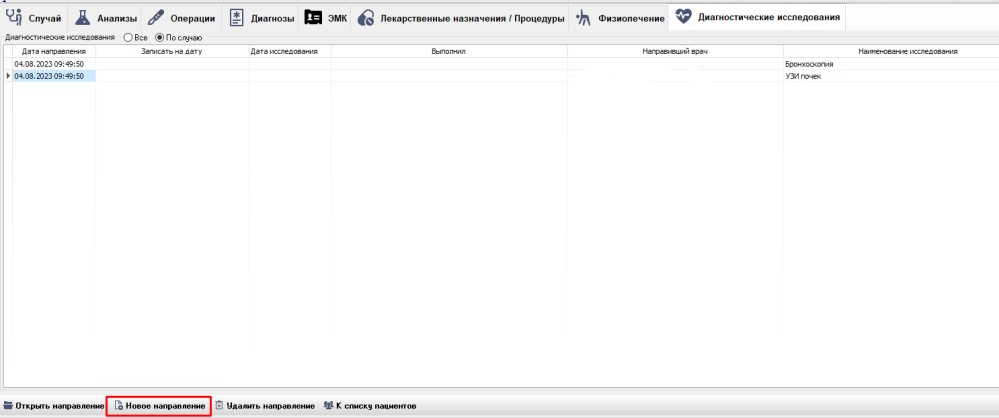 Случай Анализы Операции Диагнозы ЭМК Лекарственные назначения / Процедуры Физиолечение Диагностические исследования
Диагностические исследования Все По случаю
Дата направления Записать на дату Дата исследования Выполнил Направивший врач Наименование исследования
04.08.2023 09:49:50 Бронхоскопия
04.08.2023 09:49:50 УЗИ почек
Открыть направление Новое направление Удалить направление К списку пациентов